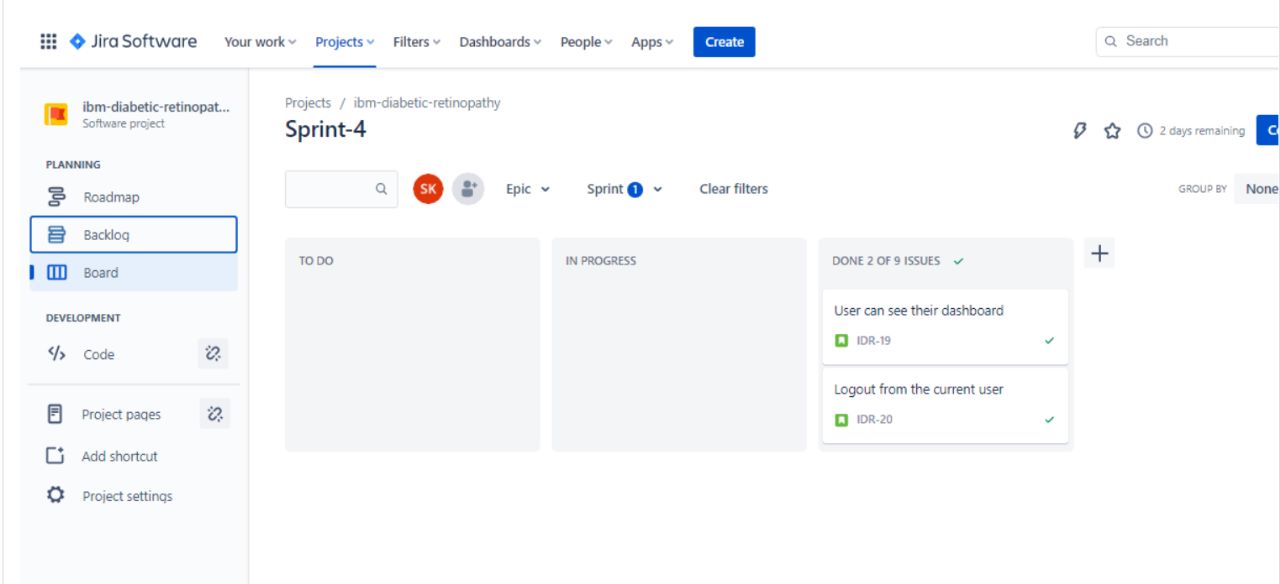 Jira Software Your work Projects Filters Dashboards People Apps Create Search
ibm-diabetic-retinopat...
Software project
PLANNING
Roadmap
Backlog
Board
DEVELOPMENT
Code
Project pages
Add shortcut
Project settings
Projects / ibm-diabetic-retinopathy
Sprint-4
2 days remaining
SK Epic Sprint 1 Clear filters GROUP BY None
TO DO IN PROGRESS DONE 2 OF 9 ISSUES
User can see their dashboard
IDR-19
Logout from the current user
IDR-20